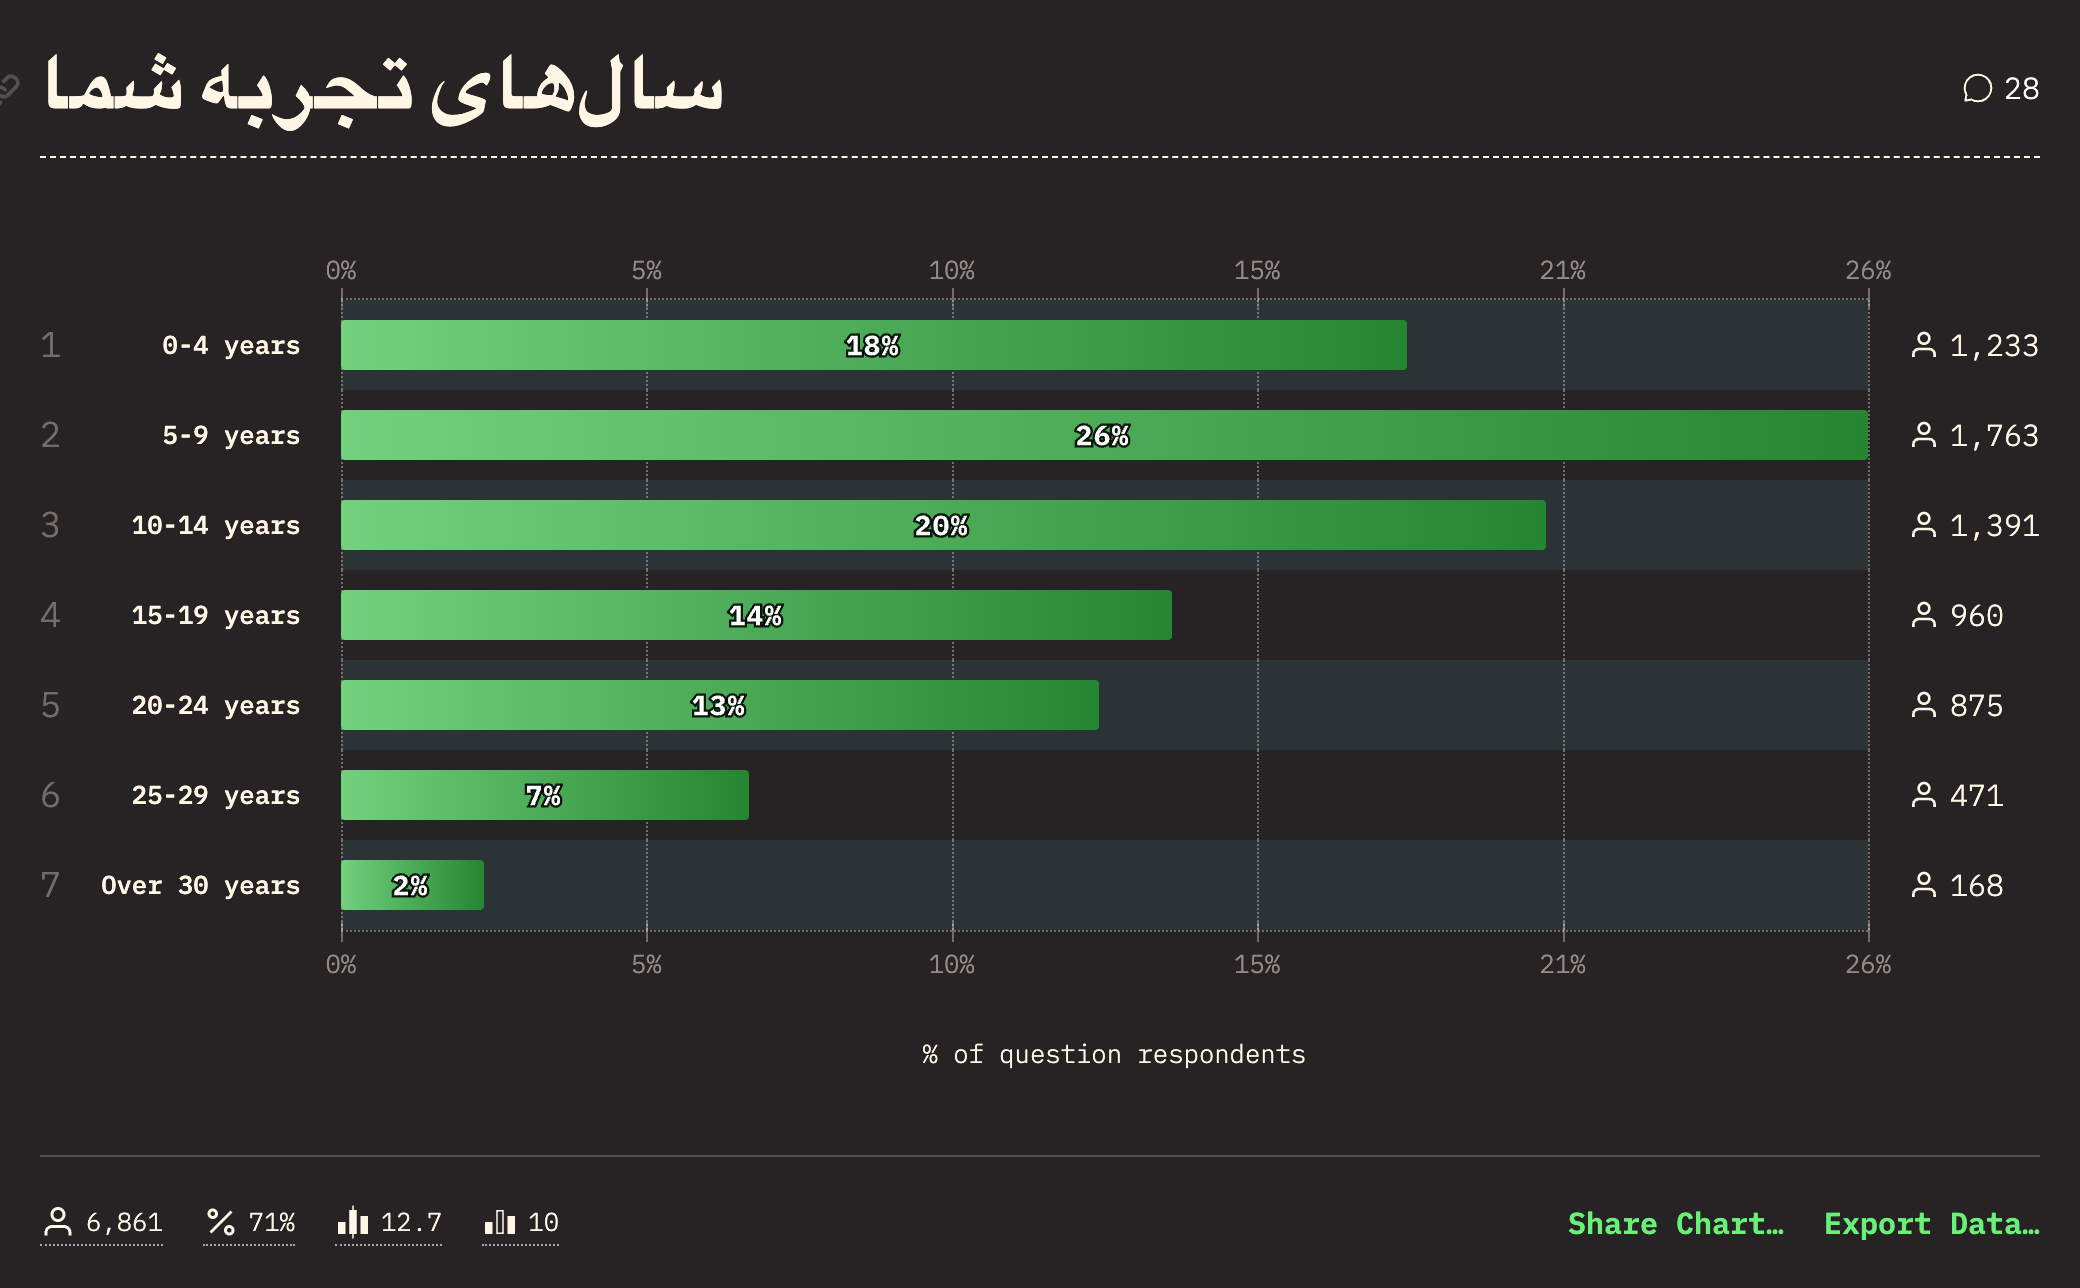 سال‌های تجربه شما
28
0% 5% 10% 15% 21% 26%
1 0-4 years 18% 1,233
2 5-9 years 26% 1,763
3 10-14 years 20% 1,391
4 15-19 years 14% 960
5 20-24 years 13% 875
6 25-29 years 7% 471
7 Over 30 years 2% 168
0% 5% 10% 15% 21% 26%
% of question respondents
6,861 % 71% 12.7 10 Share Chart… Export Data…